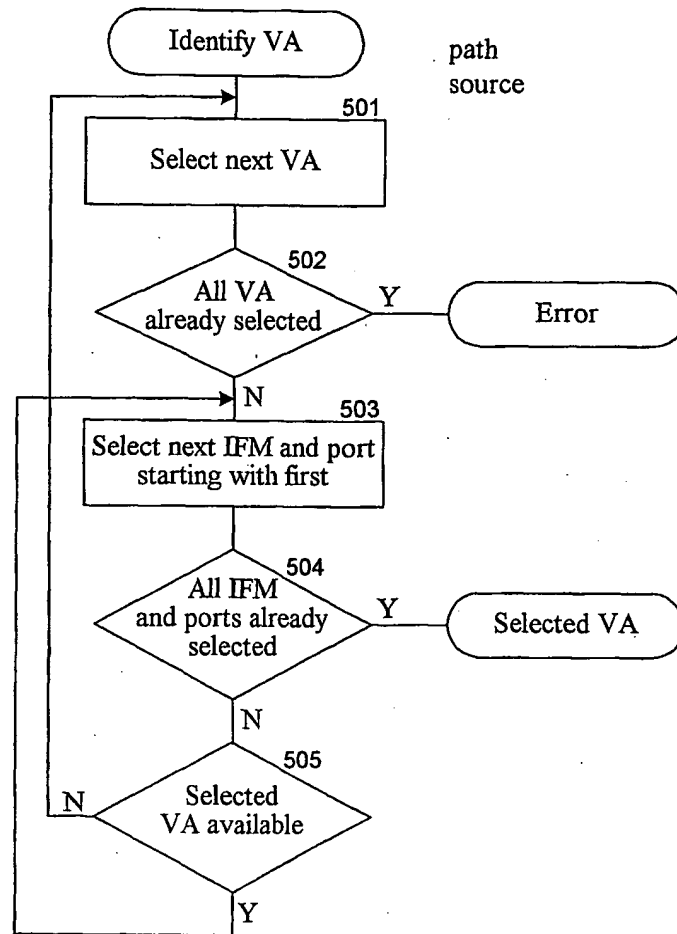 Identify VA
path
source
501
Select next VA
502
All VA
already selected
Y
Error
N
503
Select next IFM and port
starting with first
504
All IFM
and ports already
selected
Y
Selected VA
N
505
Selected
VA available
N
Y